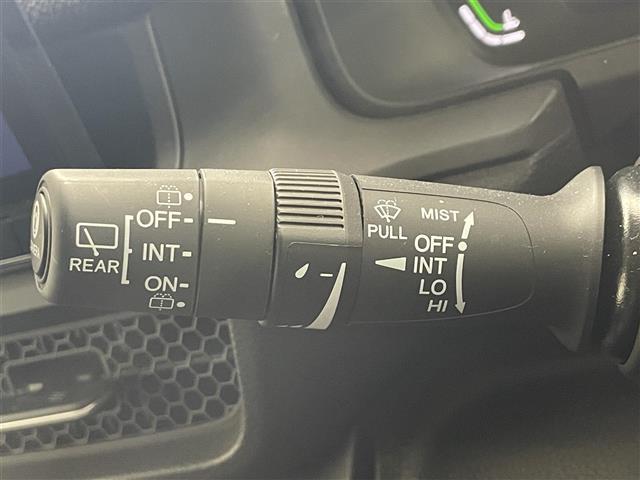 REAR
OFF
INT
ON
PULL
MIST
OFF
INT
LO
HI